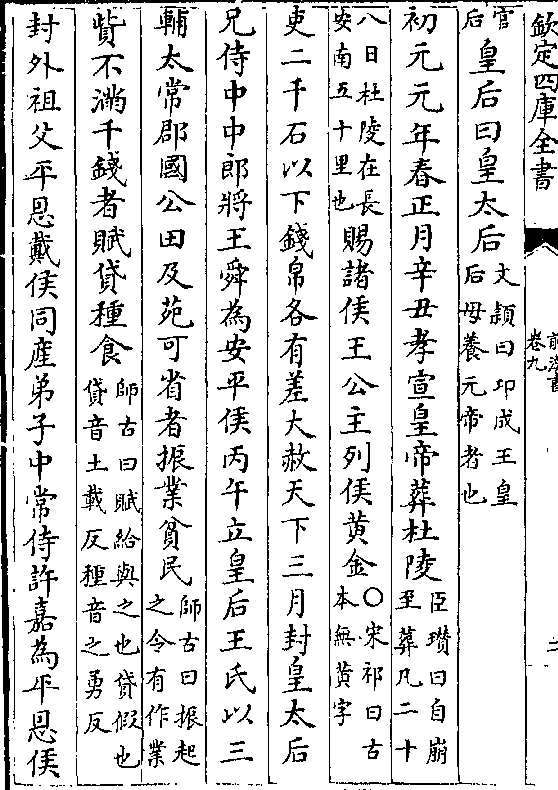 欽定四庫全書
前漢書
卷九
官
后
皇后曰皇太后
文頴曰卭成王皇
后母養元帝者也
初元元年春正月辛丑孝宣皇帝葬杜陵
臣瓚曰自崩
至葬凡二十
八日杜陵在長
安南五十里也
賜諸侯王公主列侯黄金
〇宋祁曰古
本無黄字
吏二千石以下錢帛各有差大赦天下三月封皇太后
兄侍中中郎將王舜為安平侯丙午立皇后王氏以三
輔太常郡國公田及苑可省者振業貧民
師古曰振起
之令有作業
貲不滿千錢者賦貸種食
師古曰賦給與之也貸假也
貸音土載反種音之勇反
封外祖父平恩戴侯同産弟子中常侍許嘉為平恩侯